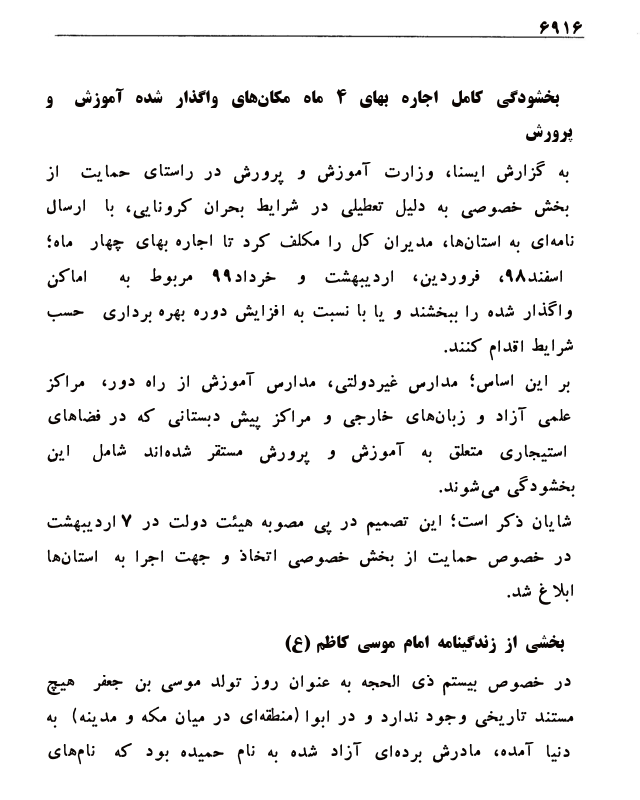 ۶۹۱۶
بخشودگی کامل اجاره بهای ۴ ماه مکان‌های واگذار شده آموزش و
پرورش
به گزارش ایسنا، وزارت آموزش و پرورش در راستای حمایت از
بخش خصوصی به دلیل تعطیلی در شرایط بحران کرونایی، با ارسال
نامه‌ای به استان‌ها، مدیران کل را مکلف کرد تا اجاره بهای چهار ماه؛
اسفند۹۸، فروردین، اردیبهشت و خرداد۹۹ مربوط به اماکن
واگذار شده را ببخشند و یا با نسبت به افزایش دوره بهره برداری حسب
شرایط اقدام کنند.
بر این اساس؛ مدارس غیردولتی، مدارس آموزش از راه دور، مراکز
علمی آزاد و زبان‌های خارجی و مراکز پیش دبستانی که در فضاهای
استیجاری متعلق به آموزش و پرورش مستقر شده‌اند شامل این
بخشودگی می‌شوند.
شایان ذکر است؛ این تصمیم در پی مصوبه هیئت دولت در ۷ اردیبهشت
در خصوص حمایت از بخش خصوصی اتخاذ و جهت اجرا به استان‌ها
ابلاغ شد.
بخشی از زندگینامه امام موسی کاظم (ع)
در خصوص بیستم ذی الحجه به عنوان روز تولد موسی بن جعفر هیچ
مستند تاریخی وجود ندارد و در ابوا (منطقه‌ای در میان مکه و مدینه) به
دنیا آمده، مادرش برده‌ای آزاد شده به نام حمیده بود که نام‌های